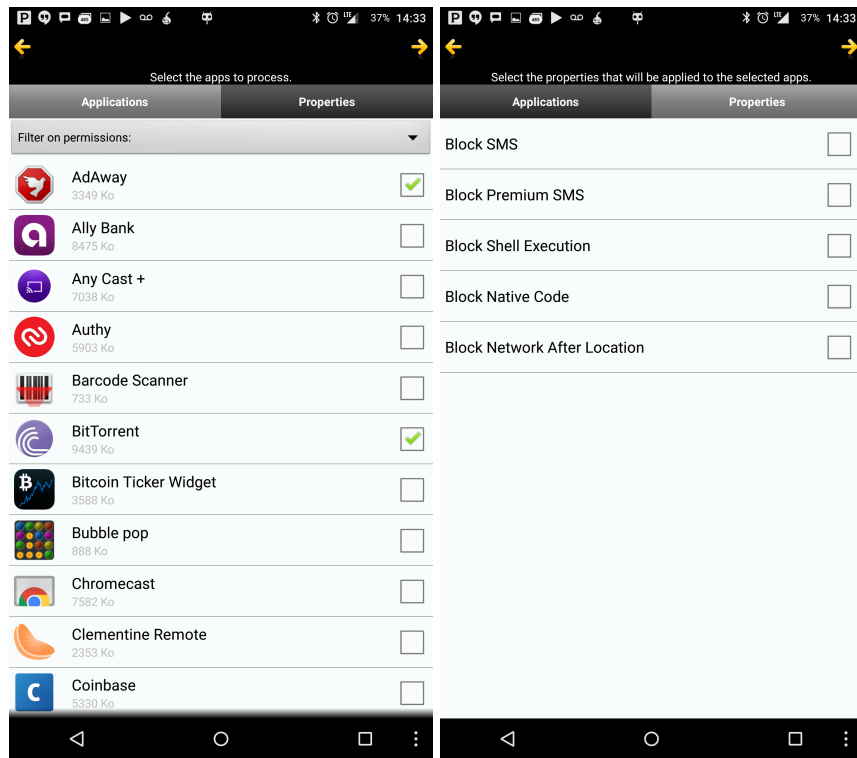 37% 14:33
Select the apps to process.
Applications Properties
Filter on permissions:
AdAway
3349 Ko
Ally Bank
8475 Ko
Any Cast +
7038 Ko
Authy
5903 Ko
Barcode Scanner
733 Ko
BitTorrent
9439 Ko
Bitcoin Ticker Widget
3588 Ko
Bubble pop
888 Ko
Chromecast
7582 Ko
Clementine Remote
2353 Ko
Coinbase
5330 Ko
LTE 37% 14:33
Select the properties that will be applied to the selected apps.
Applications Properties
Block SMS
Block Premium SMS
Block Shell Execution
Block Native Code
Block Network After Location